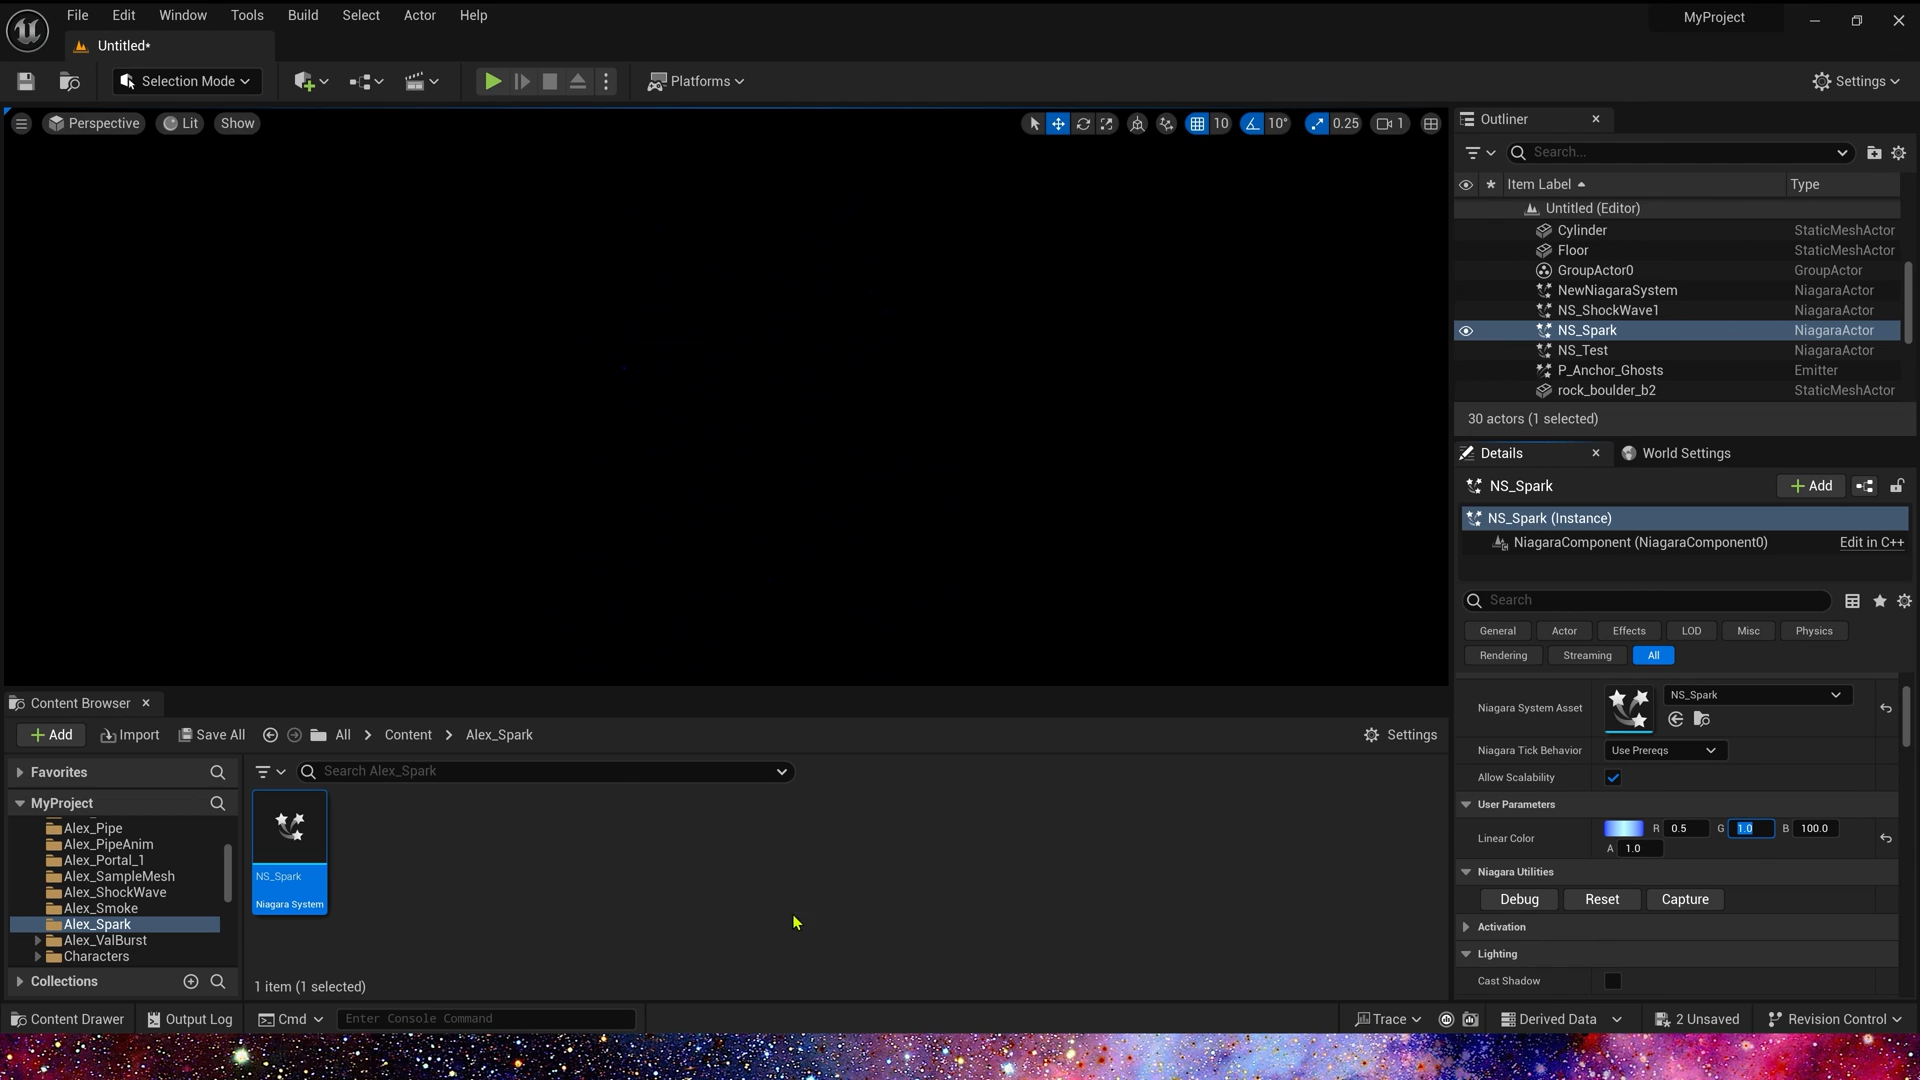 File Edit Window Tools Build Select Actor Help
MyProject
Untitled*
Selection Mode
Platforms
Settings
Perspective Lit Show
10 10° 0.25 1
Outliner
Search...
Item Label Type
Untitled (Editor)
Cylinder StaticMeshActor
Floor StaticMeshActor
GroupActor0 GroupActor
NewNiagaraSystem NiagaraActor
NS_ShockWave1 NiagaraActor
NS_Spark NiagaraActor
NS_Test NiagaraActor
P_Anchor_Ghosts Emitter
rock_boulder_b2 StaticMeshActor
30 actors (1 selected)
Details World Settings
NS_Spark Add
NS_Spark (Instance)
NiagaraComponent (NiagaraComponent0) Edit in C++
Search
General Actor Effects LOD Misc Physics
Rendering Streaming All
Niagara System Asset NS_Spark
Niagara Tick Behavior Use Prereqs
Allow Scalability
User Parameters
Linear Color R 0.5 G 1.0 B 100.0
A 1.0
Niagara Utilities
Debug Reset Capture
Activation
Lighting
Cast Shadow
Content Browser
Add Import Save All All Content Alex_Spark Settings
Favorites
Search Alex_Spark
MyProject
Alex_Pipe
Alex_PipeAnim
Alex_Portal_1
Alex_SampleMesh
Alex_ShockWave
Alex_Smoke
Alex_Spark
Alex_ValBurst
Characters
Collections
NS_Spark
Niagara System
1 item (1 selected)
Content Drawer Output Log Cmd Enter Console Command Trace Derived Data 2 Unsaved Revision Control